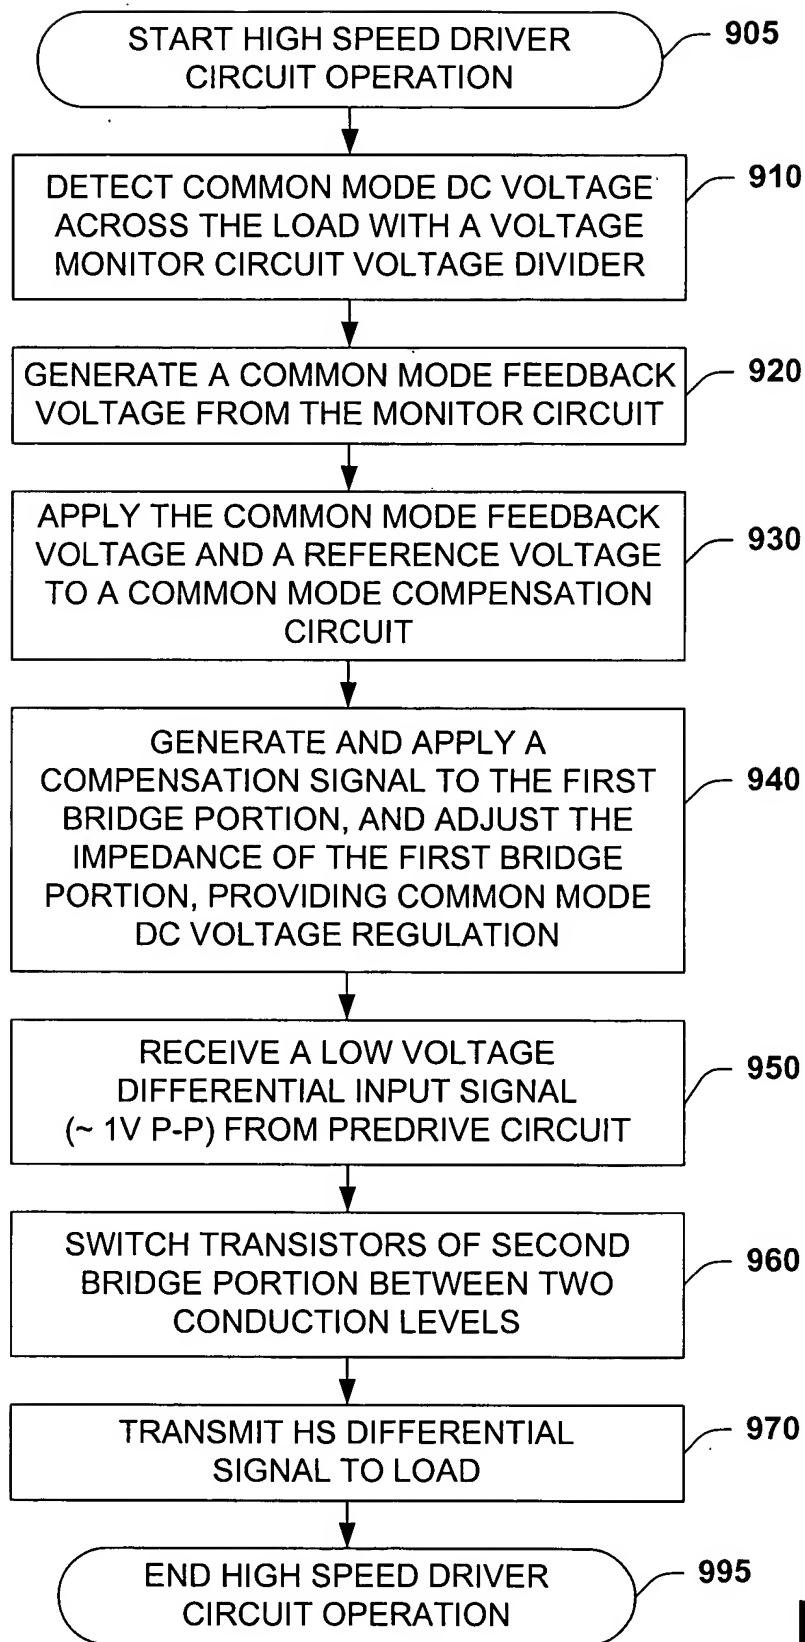 START HIGH SPEED DRIVER
CIRCUIT OPERATION
905
DETECT COMMON MODE DC VOLTAGE
ACROSS THE LOAD WITH A VOLTAGE
MONITOR CIRCUIT VOLTAGE DIVIDER
910
GENERATE A COMMON MODE FEEDBACK
VOLTAGE FROM THE MONITOR CIRCUIT
920
APPLY THE COMMON MODE FEEDBACK
VOLTAGE AND A REFERENCE VOLTAGE
TO A COMMON MODE COMPENSATION
CIRCUIT
930
GENERATE AND APPLY A
COMPENSATION SIGNAL TO THE FIRST
BRIDGE PORTION, AND ADJUST THE
IMPEDANCE OF THE FIRST BRIDGE
PORTION, PROVIDING COMMON MODE
DC VOLTAGE REGULATION
940
RECEIVE A LOW VOLTAGE
DIFFERENTIAL INPUT SIGNAL
(~ 1V P-P) FROM PREDRIVE CIRCUIT
950
SWITCH TRANSISTORS OF SECOND
BRIDGE PORTION BETWEEN TWO
CONDUCTION LEVELS
960
TRANSMIT HS DIFFERENTIAL
SIGNAL TO LOAD
970
END HIGH SPEED DRIVER
CIRCUIT OPERATION
995